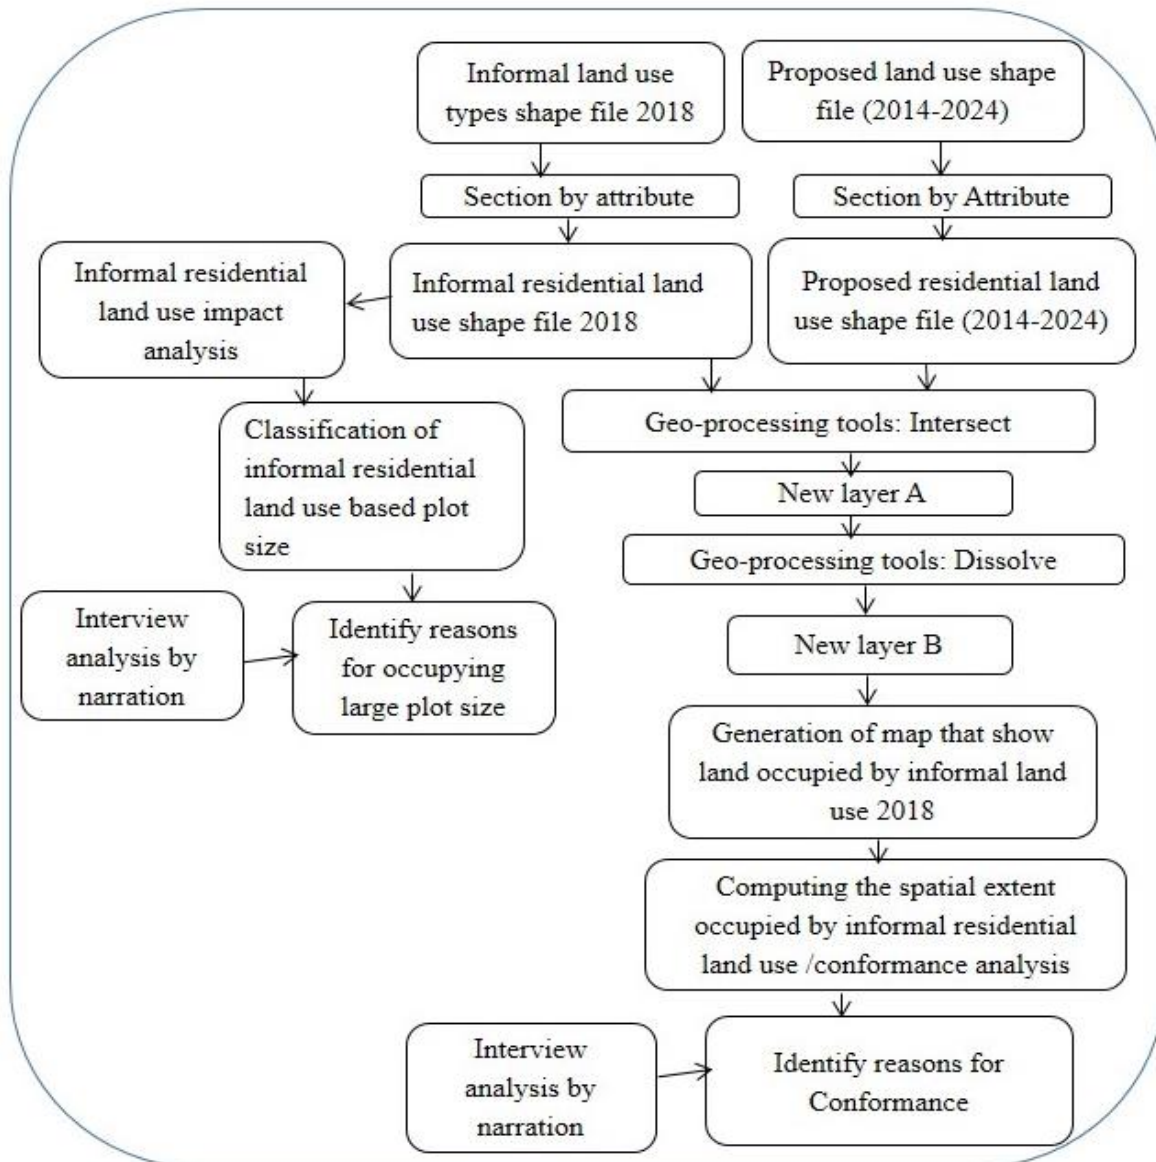 Informal land use
types shape file 2018
Proposed land use shape
file (2014-2024)
Section by attribute
Section by Attribute
Informal residential
land use impact
analysis
Informal residential land
use shape file 2018
Proposed residential land
use shape file (2014-2024)
Classification of
informal residential
land use based plot
size
Geo-processing tools: Intersect
New layer A
Geo-processing tools: Dissolve
Interview
analysis by
narration
Identify reasons
for occupying
large plot size
New layer B
Generation of map that show
land occupied by informal land
use 2018
Computing the spatial extent
occupied by informal residential
land use /conformance analysis
Interview
analysis by
narration
Identify reasons for
Conformance